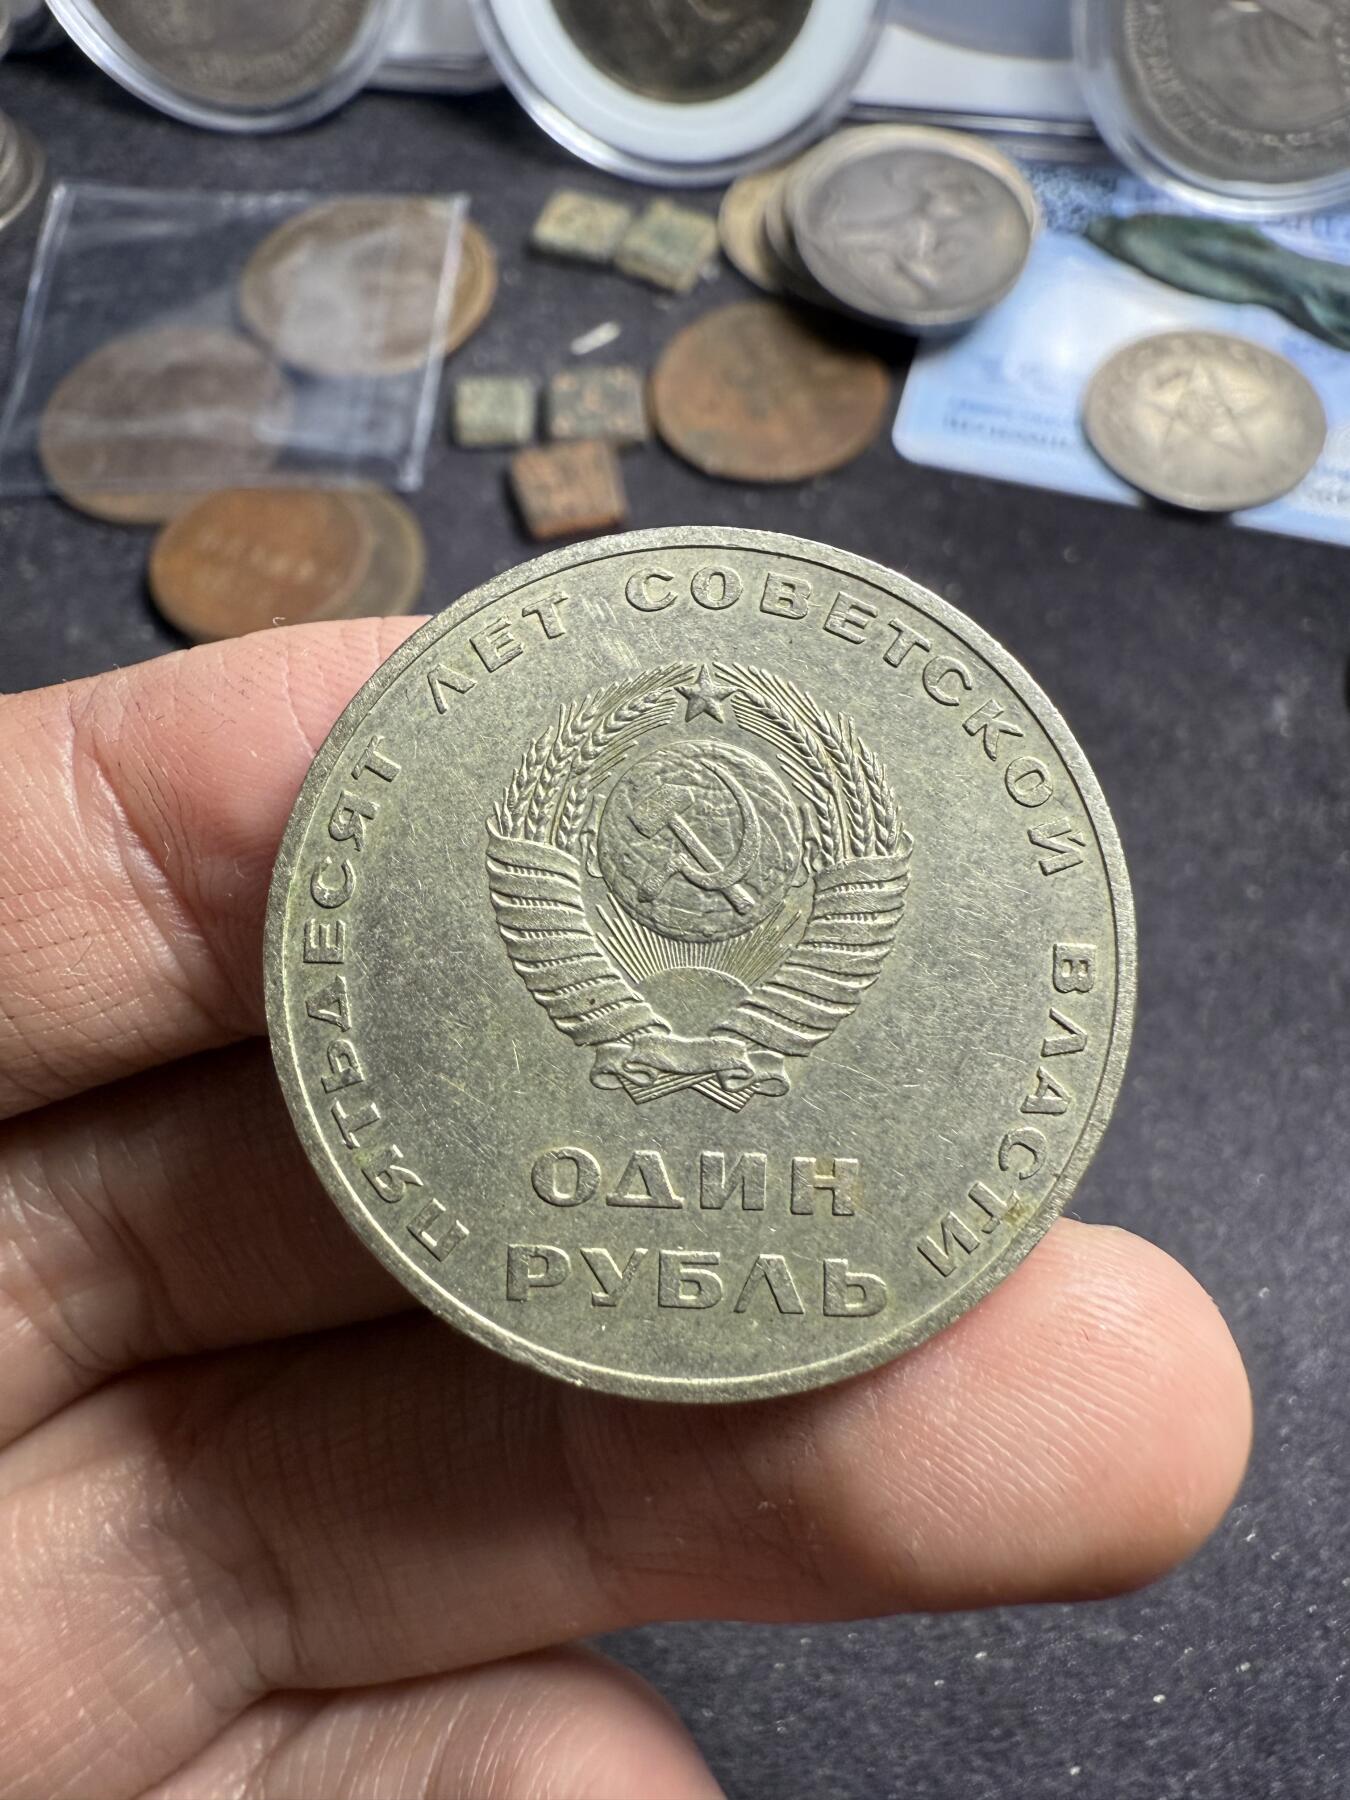 ПЯТЬДЕСЯТ ЛЕТ СОВЕТСКОЙ ВЛАСТИ
ОДИН
РУБЛЬ